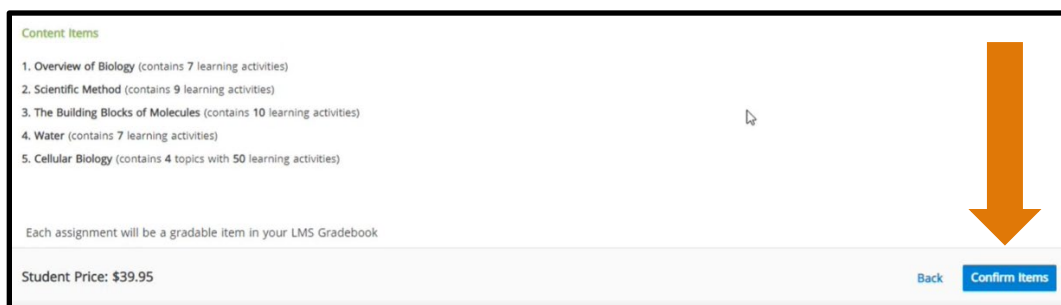 Content Items
1. Overview of Biology (contains 7 learning activities)
2. Scientific Method (contains 9 learning activities)
3. The Building Blocks of Molecules (contains 10 learning activities)
4. Water (contains 7 learning activities)
5. Cellular Biology (contains 4 topics with 50 learning activities)
Each assignment will be a gradable item in your LMS Gradebook
Student Price: $39.95 Back Confirm Items